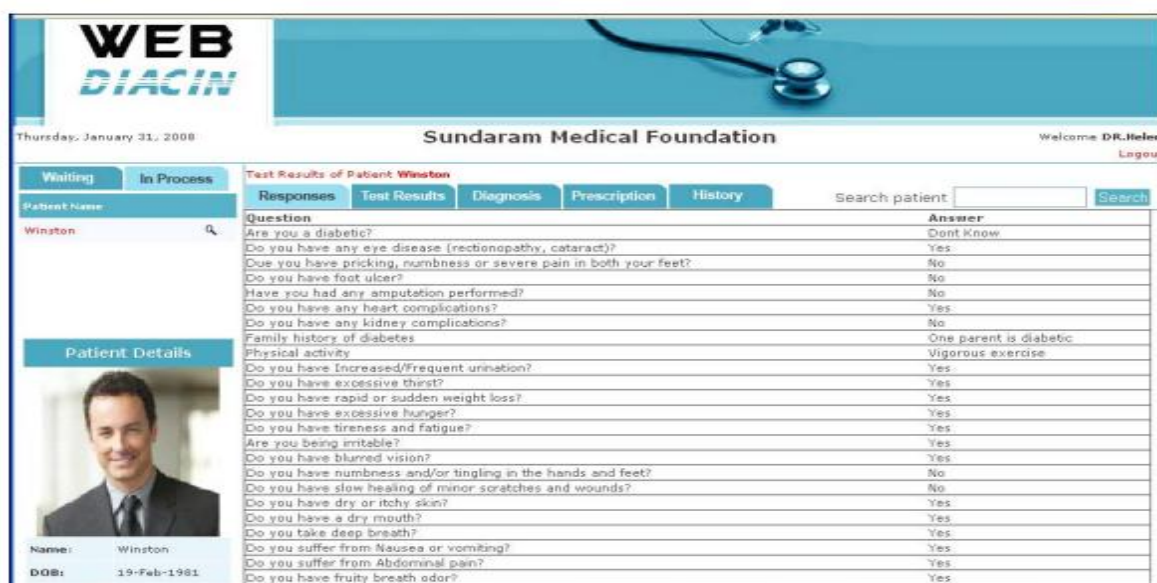 WEB
DIACIN
Thursday, January 31, 2008
Sundaram Medical Foundation
Welcome DR.Helen
Logou
Waiting In Process
Patient Name
Winston
Test Results of Patient Winston
Responses Test Results Diagnosis Prescription History Search patient Search
Question Answer
Are you a diabetic? Dont Know
Do you have any eye disease (rectionopathy, cataract)? Yes
Due you have pricking, numbness or severe pain in both your feet? No
Do you have foot ulcer? No
Have you had any amputation performed? No
Do you have any heart complications? Yes
Do you have any kidney complications? No
Family history of diabetes One parent is diabetic
Physical activity Vigorous exercise
Do you have Increased/Frequent urination? Yes
Do you have excessive thirst? Yes
Do you have rapid or sudden weight loss? Yes
Do you have excessive hunger? Yes
Do you have tireness and fatigue? Yes
Are you being irritable? Yes
Do you have blurred vision? Yes
Do you have numbness and/or tingling in the hands and feet? No
Do you have slow healing of minor scratches and wounds? No
Do you have dry or itchy skin? Yes
Do you have a dry mouth? Yes
Do you take deep breath? Yes
Do you suffer from Nausea or vomiting? Yes
Do you suffer from Abdominal pain? Yes
Do you have fruity breath odor? Yes
Patient Details
Name: Winston
DOB: 19-Feb-1981